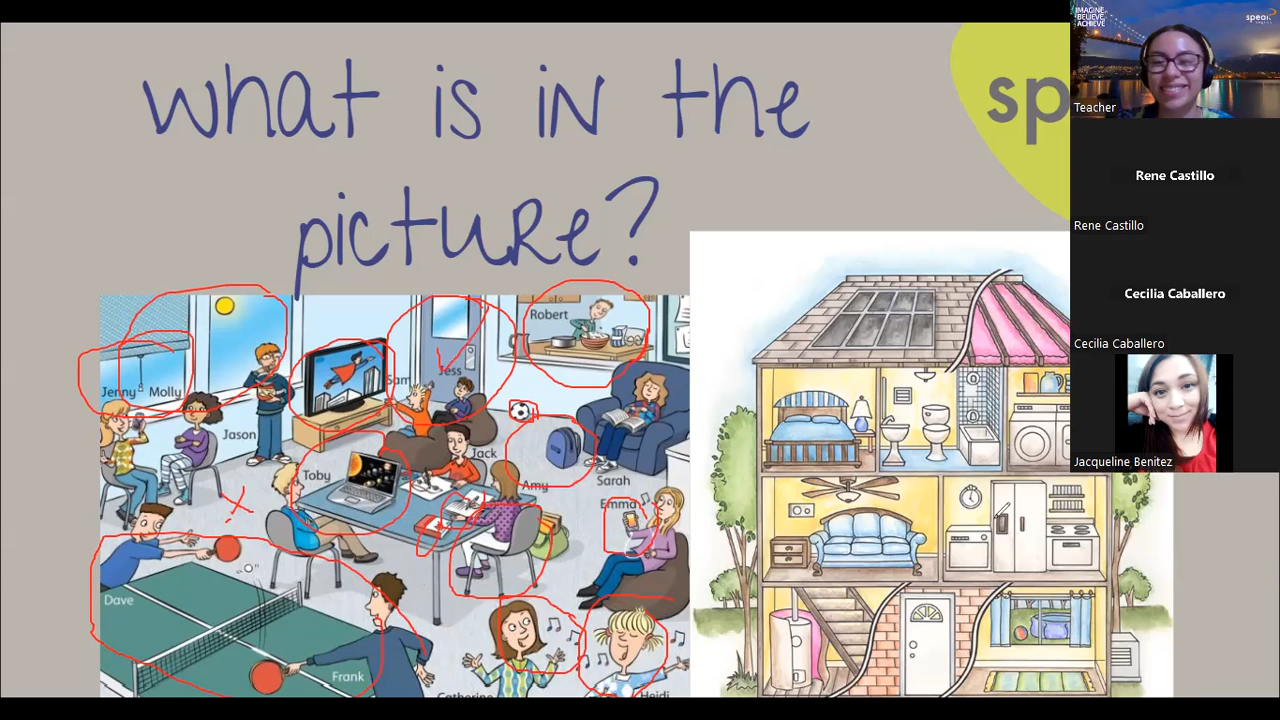 what is in the
picture?
sp
IMAGINE
BELIEVE
ACHIEVE
Teacher
Rene Castillo
Rene Castillo
Cecilia Caballero
Cecilia Caballero
Jacqueline Benitez
Robert
Jess
Sam
Jenny Molly
Jason
Jack
Toby
Amy
Sarah
Emma
Dave
Frank
Catherine
Heidi